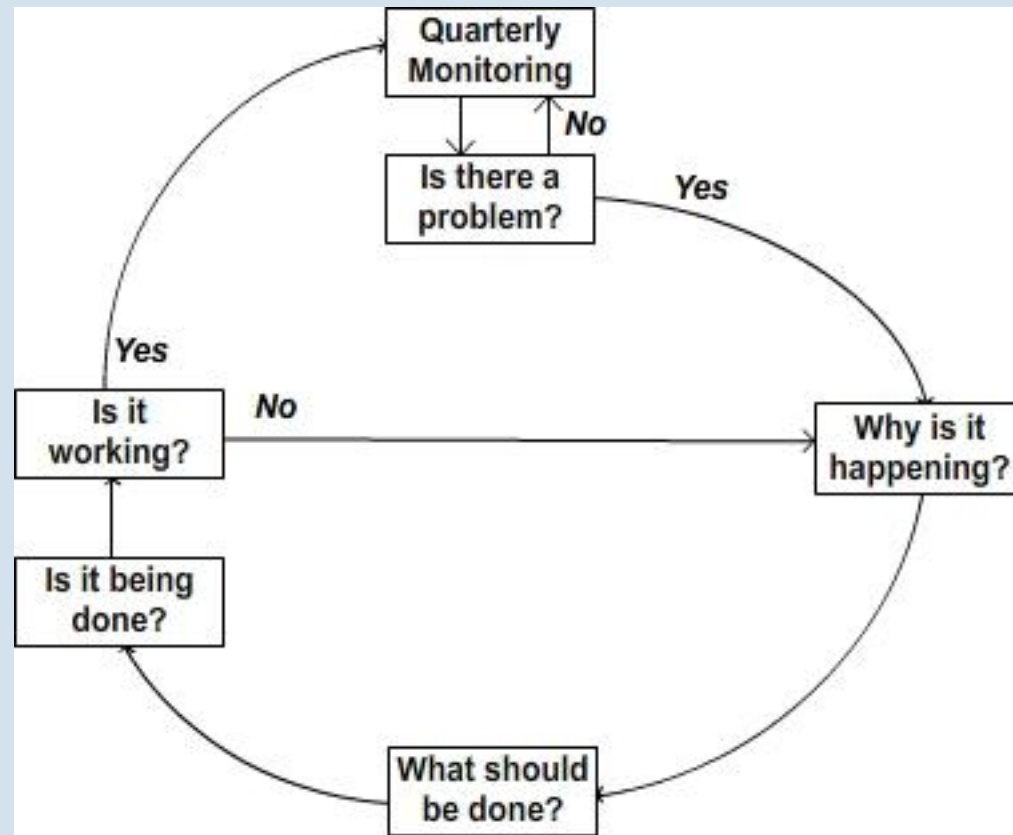 Quarterly
Monitoring
No
Is there a
problem?
Yes
Yes
Is it
working?
No
Why is it
happening?
Is it being
done?
What should
be done?